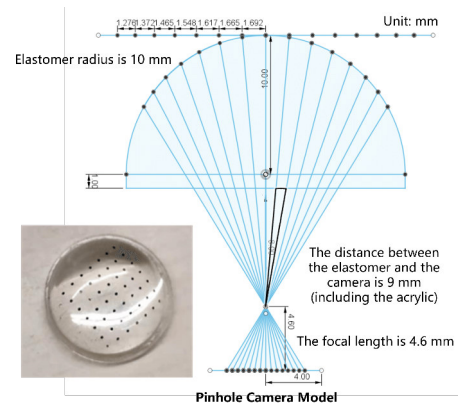 Unit: mm
1.276 1.372 1.465 1.548 1.617 1.665 1.692
Elastomer radius is 10 mm
10.00
1.00
The distance between
the elastomer and the
camera is 9 mm
(including the acrylic)
4.60
The focal length is 4.6 mm
4.00
Pinhole Camera Model